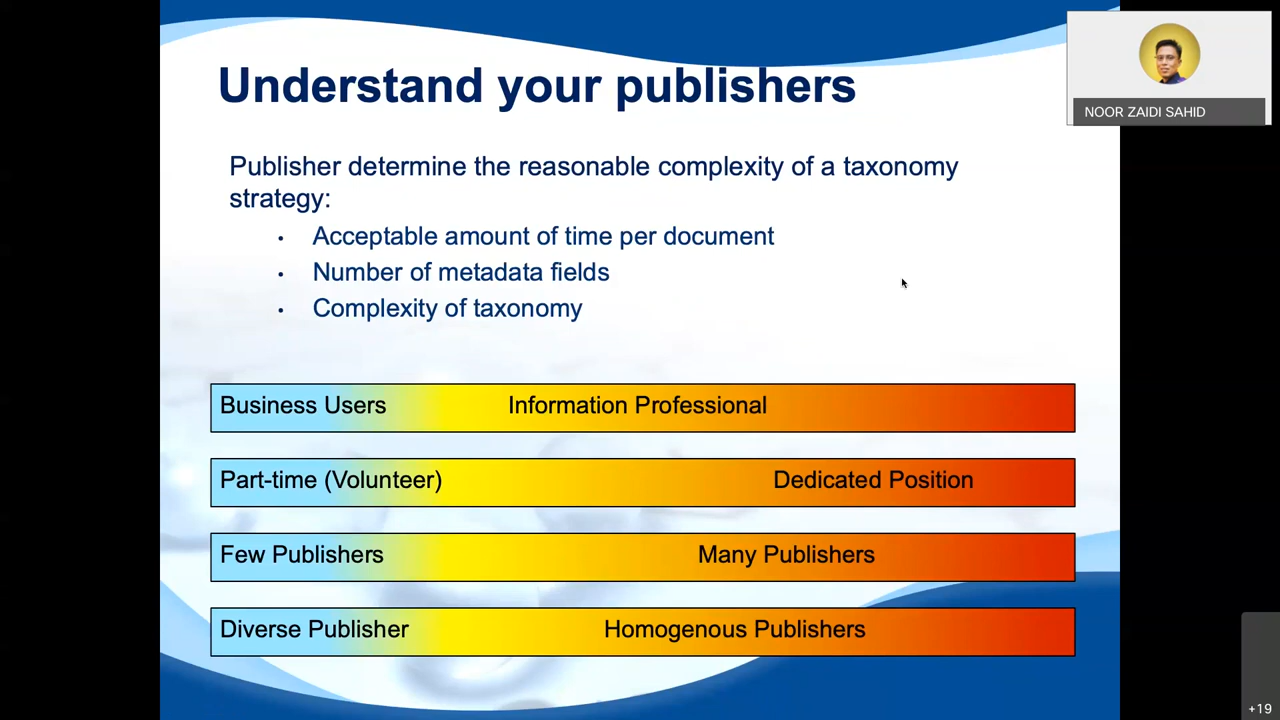 Understand your publishers
NOOR ZAIDI SAHID
Publisher determine the reasonable complexity of a taxonomy
strategy:
• Acceptable amount of time per document
• Number of metadata fields
• Complexity of taxonomy
Business Users Information Professional
Part-time (Volunteer) Dedicated Position
Few Publishers Many Publishers
Diverse Publisher Homogenous Publishers
+19